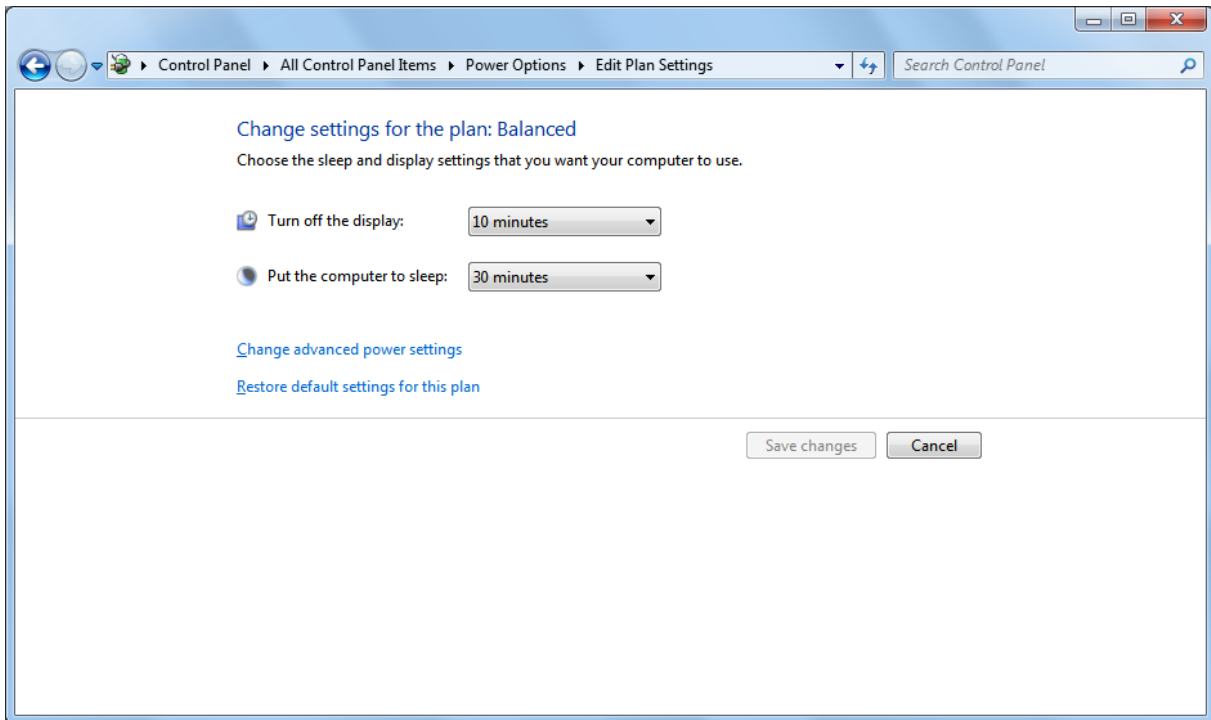 Control Panel ▸ All Control Panel Items ▸ Power Options ▸ Edit Plan Settings
Search Control Panel
Change settings for the plan: Balanced
Choose the sleep and display settings that you want your computer to use.
Turn off the display: 10 minutes
Put the computer to sleep: 30 minutes
Change advanced power settings
Restore default settings for this plan
Save changes Cancel